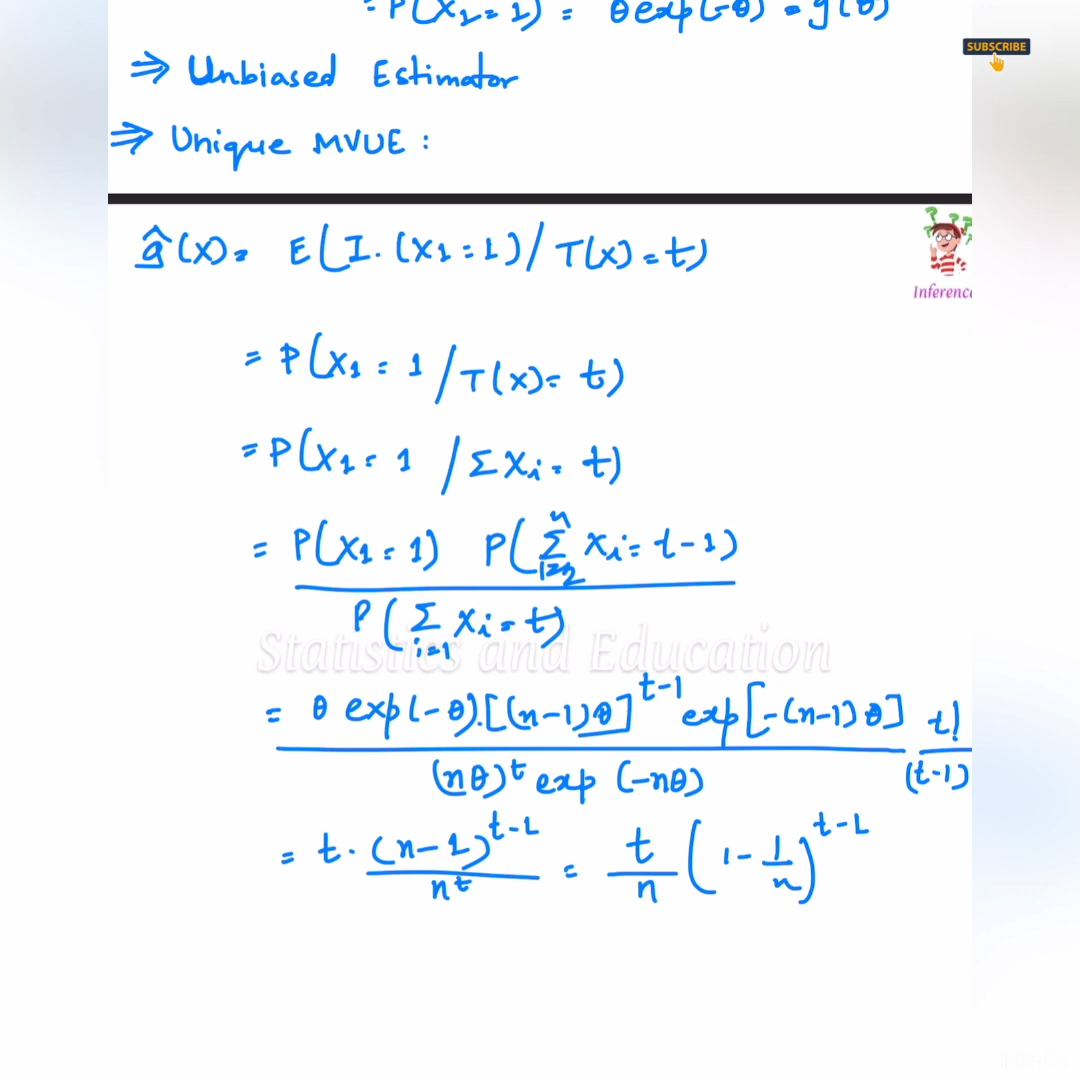 = P(X1 = 1) = θ exp(-θ) = g(θ)
SUBSCRIBE
⇒ Unbiased Estimator
⇒ Unique MVUE :
ĝ(X) = E(I.(X1 = 1) / T(X) = t)
Inference
= P(X1 = 1 / T(X) = t)
= P(X1 = 1 / Σ Xi = t)
= P(X1 = 1) P(Σ_{i=2}^{n} Xi = t-1)
P(Σ_{i=1} Xi = t)
Statistics and Education
= θ exp(-θ).[(n-1)θ]^{t-1} exp[-(n-1)θ] t!
(nθ)^t exp(-nθ) (t-1)
= t. (n-1)^{t-1} / n^t = t/n (1 - 1/n)^{t-1}